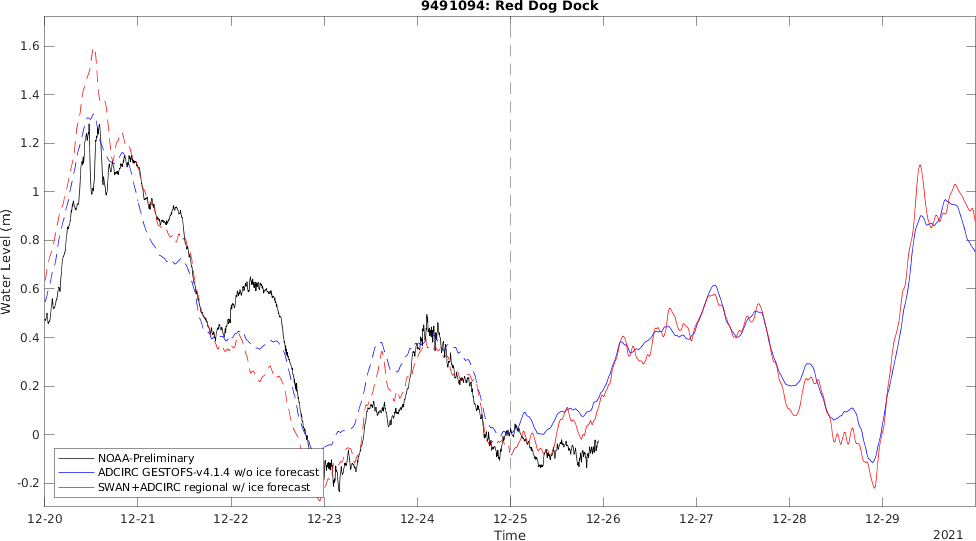 9491094: Red Dog Dock
1.6
1.4
1.2
1
0.8
0.6
0.4
0.2
0
-0.2
Water Level (m)
NOAA-Preliminary
ADCIRC GESTOFS-v4.1.4 w/o ice forecast
SWAN+ADCIRC regional w/ ice forecast
12-20 12-21 12-22 12-23 12-24 12-25 12-26 12-27 12-28 12-29
Time
2021